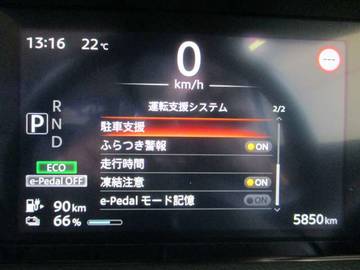 13:16 22℃
0
km/h
運転支援システム 2/2
駐車支援
ふらつき警報 ON
走行時間
凍結注意 ON
e-Pedal モード記憶 ON
R
N
P
D
ECO
e-Pedal OFF
90km
66%
5850km